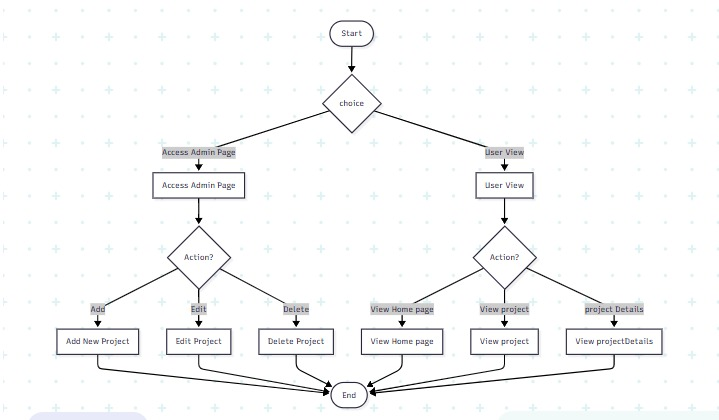 Start
choice
Access Admin Page
User View
Access Admin Page
User View
Action?
Action?
Add
Edit
Delete
View Home page
View project
project Details
Add New Project
Edit Project
Delete Project
View Home page
View project
View projectDetails
End